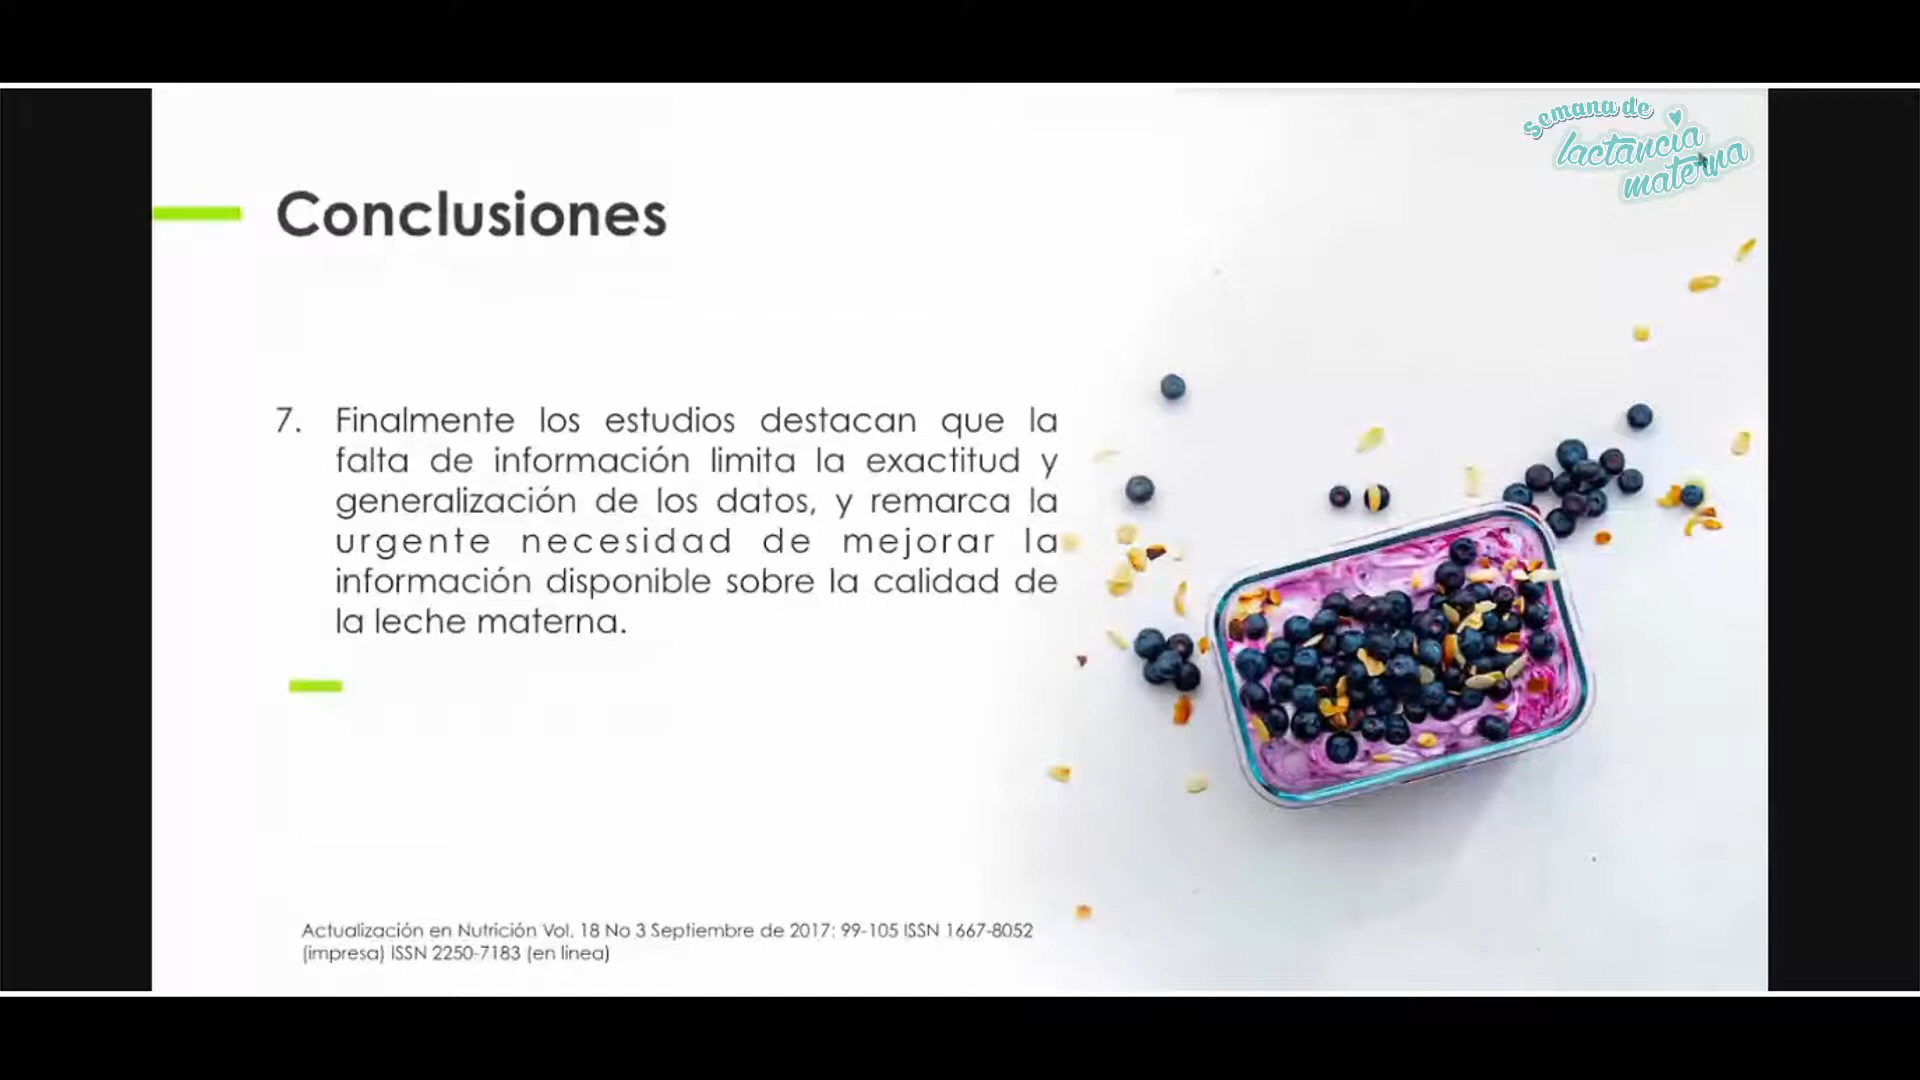 Semana de
lactancia
materna
Conclusiones
7. Finalmente los estudios destacan que la
falta de información limita la exactitud y
generalización de los datos, y remarca la
urgente necesidad de mejorar la
información disponible sobre la calidad de
la leche materna.
Actualización en Nutrición Vol. 18 No 3 Septiembre de 2017: 99-105 ISSN 1667-8052
(impresa) ISSN 2250-7183 (en línea)